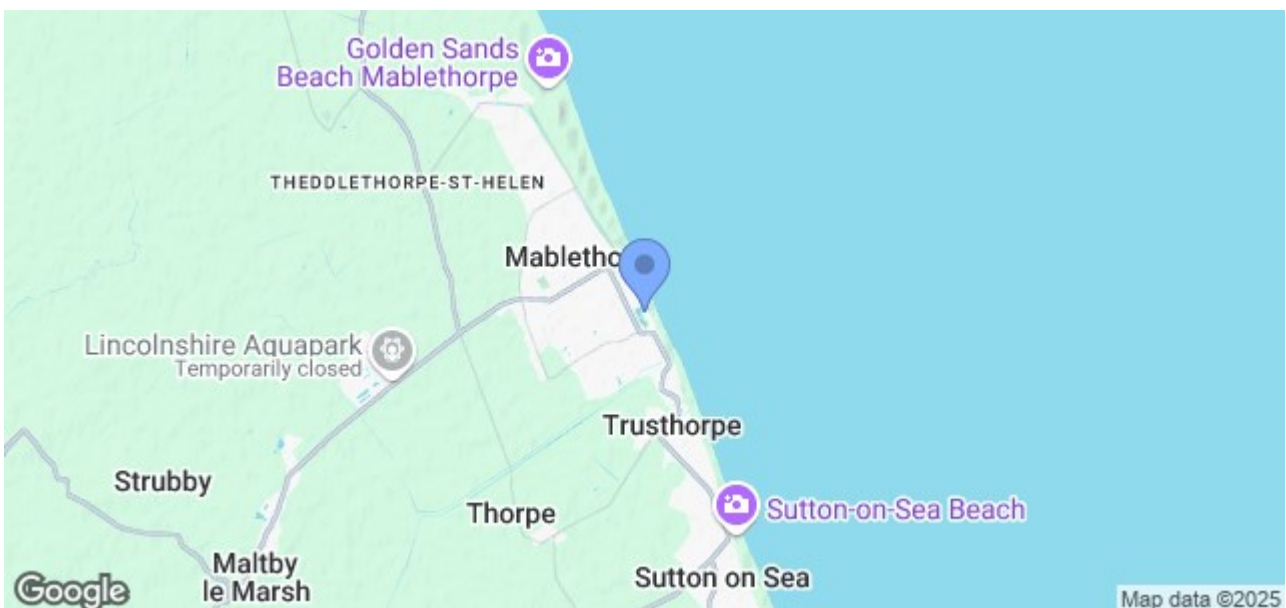 Golden Sands
Beach Mablethorpe
THEDDLETHORPE-ST-HELEN
Mabletho
Lincolnshire Aquapark
Temporarily closed
Trusthorpe
Strubby
Thorpe
Sutton-on-Sea Beach
Maltby
le Marsh
Sutton on Sea
Google
Map data ©2025